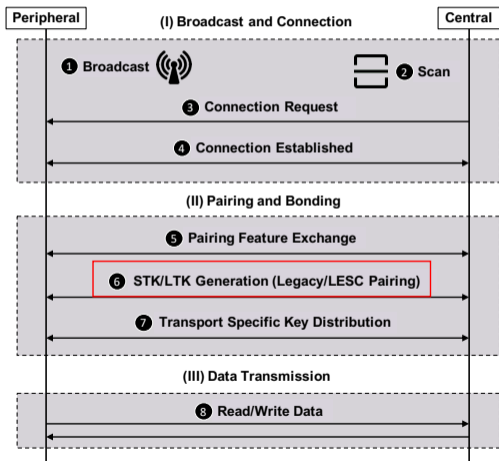 Peripheral
(I) Broadcast and Connection
Central
1 Broadcast
2 Scan
3 Connection Request
4 Connection Established
(II) Pairing and Bonding
5 Pairing Feature Exchange
6 STK/LTK Generation (Legacy/LESC Pairing)
7 Transport Specific Key Distribution
(III) Data Transmission
8 Read/Write Data